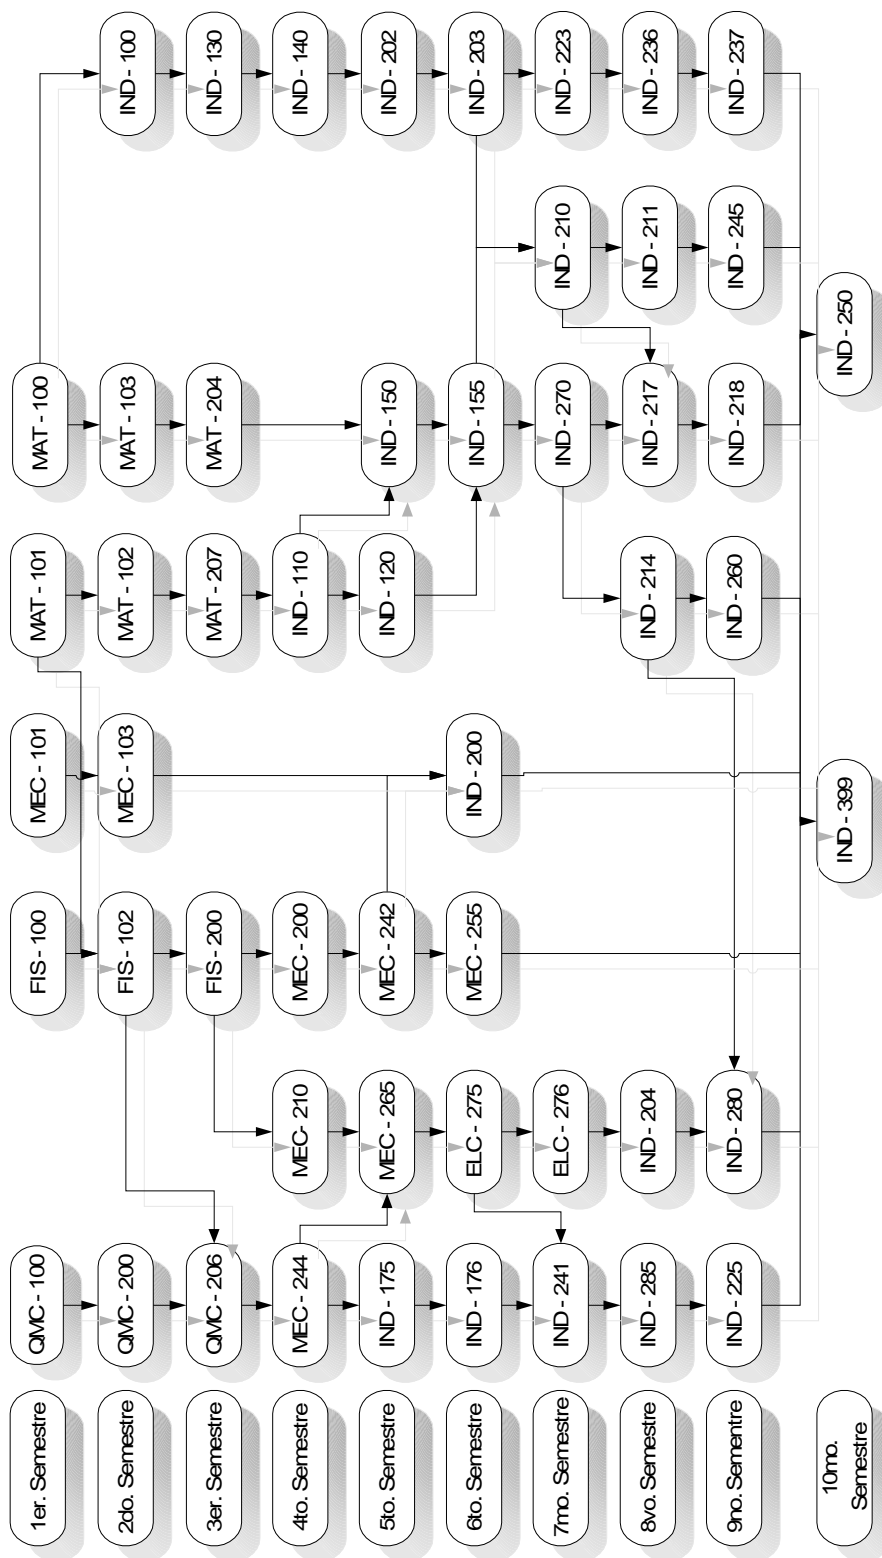 1er. Semestre
QMC - 100
FIS - 100
MEC - 101
MAT - 101
MAT - 100
2do. Semestre
QMC - 200
FIS - 102
MEC - 103
MAT - 102
MAT - 103
IND - 100
3er. Semestre
QMC - 206
FIS - 200
MAT - 207
MAT - 204
IND - 130
4to. Semestre
MEC - 244
MEC- 210
MEC - 200
IND - 110
IND - 140
5to. Semestre
IND - 175
MEC - 265
MEC - 242
IND - 120
IND - 150
IND - 202
6to. Semestre
IND - 176
ELC - 275
MEC - 255
IND - 200
IND - 155
IND - 203
7mo. Semestre
IND - 241
ELC - 276
IND - 270
IND - 210
IND - 223
8vo. Semestre
IND - 285
IND - 204
IND - 214
IND - 217
IND - 211
IND - 236
9no. Sementre
IND - 225
IND - 280
IND - 260
IND - 218
IND - 245
IND - 237
10mo.
Semestre
IND - 399
IND - 250